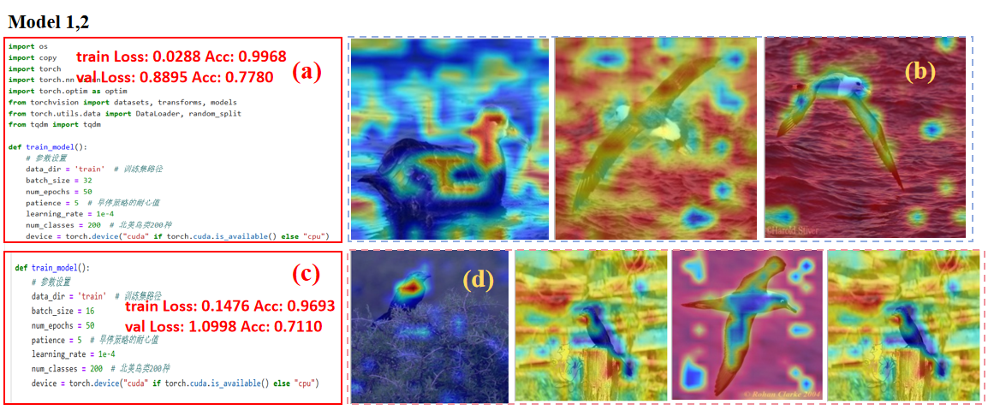 Model 1,2
import os
import copy
import torch
import torch.nn
import torch.optim as optim
from torchvision import datasets, transforms, models
from torch.utils.data import DataLoader, random_split
from tqdm import tqdm
train Loss: 0.0288 Acc: 0.9968
val Loss: 0.8895 Acc: 0.7780
(a)
def train_model():
# 参数设置
data_dir = 'train' # 训练集路径
batch_size = 32
num_epochs = 50
patience = 5 # 早停策略的耐心值
learning_rate = 1e-4
num_classes = 200 # 北美鸟类200种
device = torch.device("cuda" if torch.cuda.is_available() else "cpu")
(b)
©Harold Stiver
(c)
def train_model():
# 参数设置
data_dir = 'train' # 训练集路径
batch_size = 16
num_epochs = 50
patience = 5 # 早停策略的耐心值
learning_rate = 1e-4
num_classes = 200 # 北美鸟类200种
device = torch.device("cuda" if torch.cuda.is_available() else "cpu")
train Loss: 0.1476 Acc: 0.9693
val Loss: 1.0998 Acc: 0.7110
(d)
© Rohan Clarke 2004